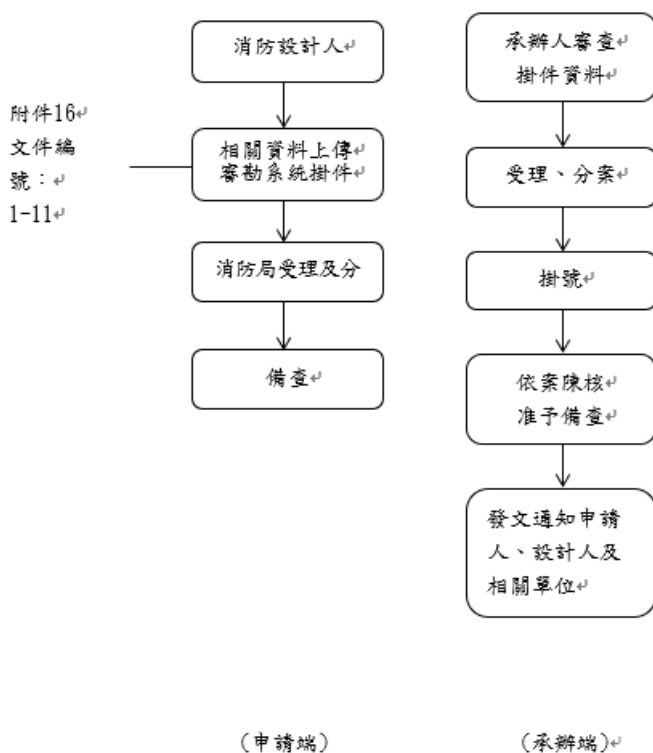 附件16
文件編
號：
1-11
消防設計人
相關資料上傳
審勘系統掛件
消防局受理及分
備查
(申請端)
承辦人審查
掛件資料
受理、分案
掛號
依案陳核
准予備查
發文通知申請
人、設計人及
相關單位
(承辦端)